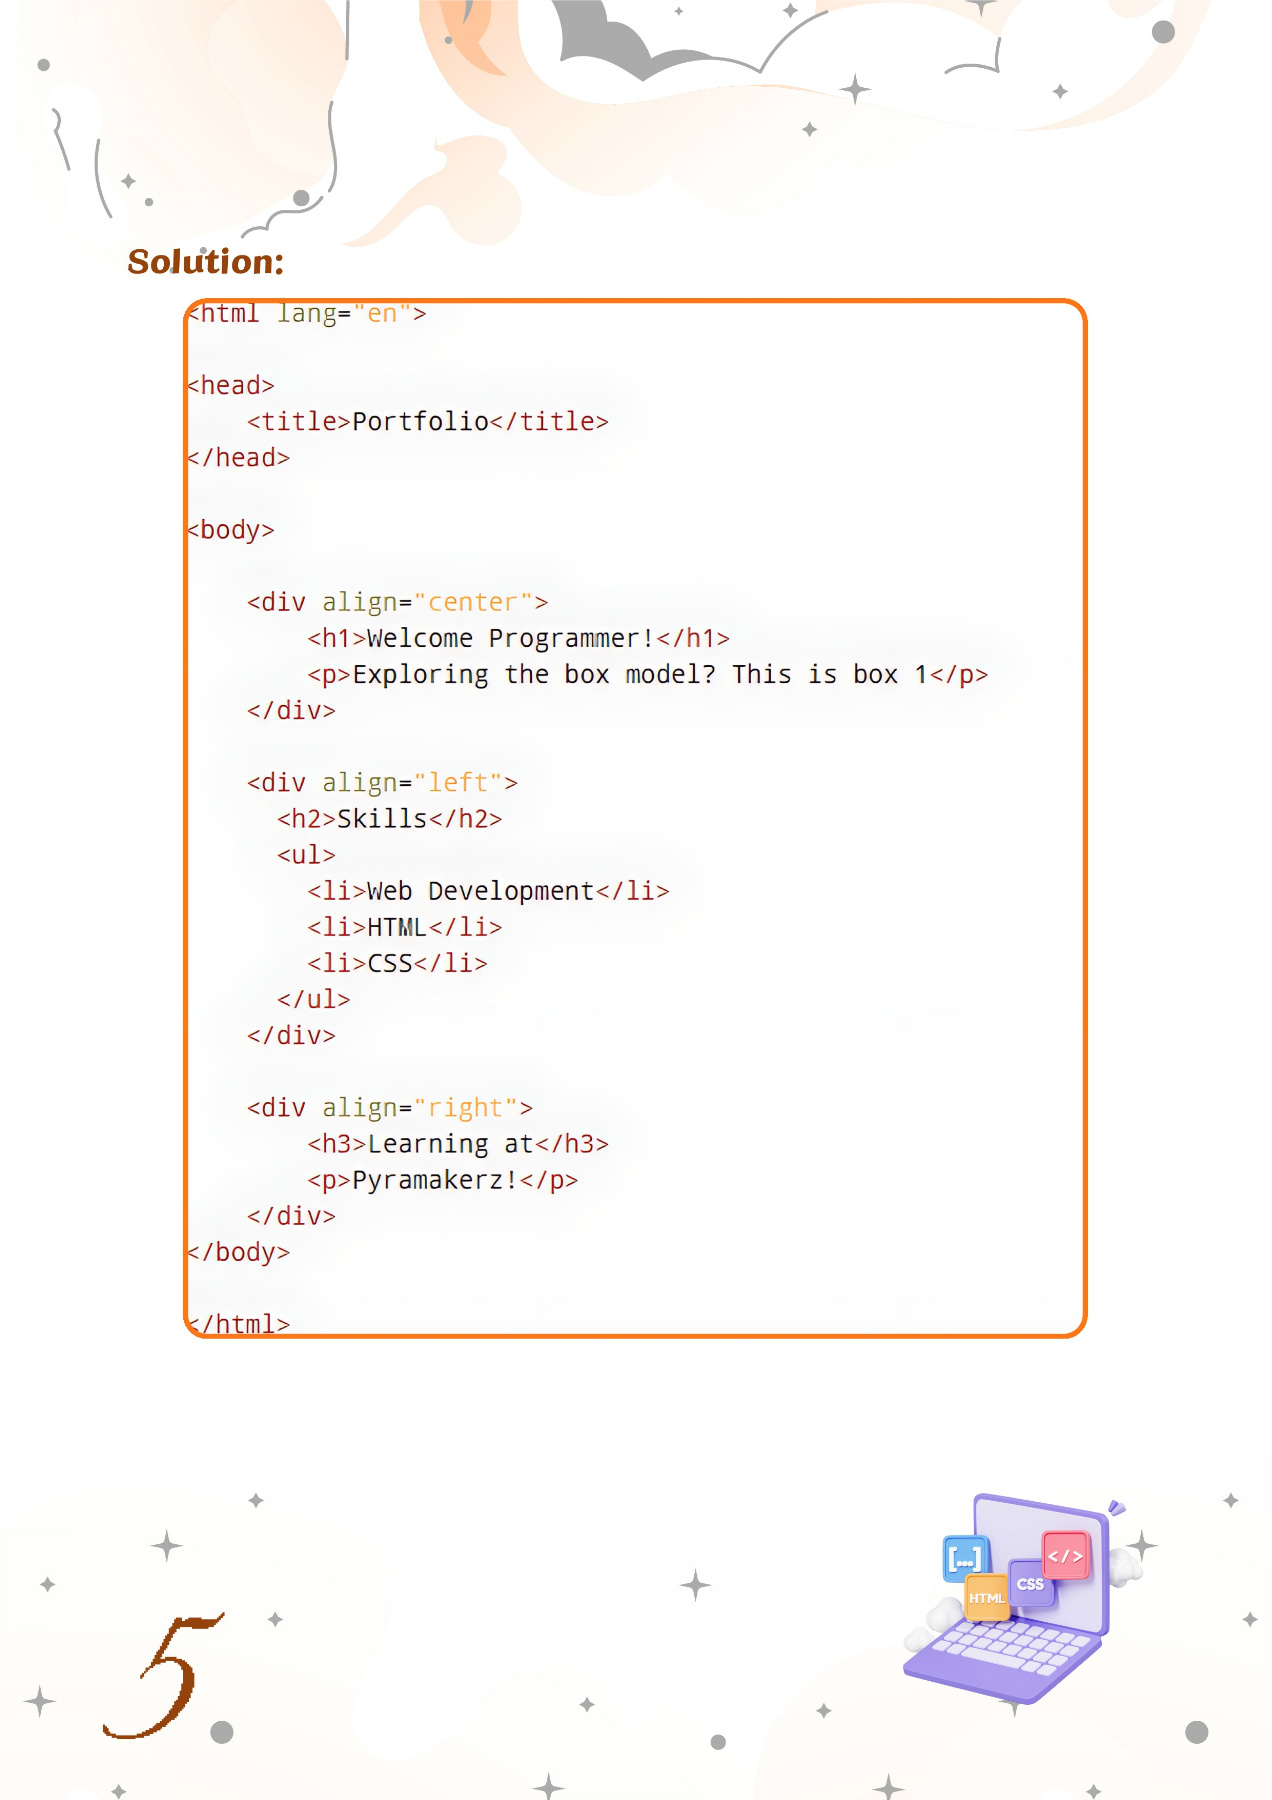 Solution:
<html lang="en">
<head>
    <title>Portfolio</title>
</head>
<body>
    <div align="center">
        <h1>Welcome Programmer!</h1>
        <p>Exploring the box model? This is box 1</p>
    </div>
    <div align="left">
      <h2>Skills</h2>
      <ul>
        <li>Web Development</li>
        <li>HTML</li>
        <li>CSS</li>
      </ul>
    </div>
    <div align="right">
        <h3>Learning at</h3>
        <p>Pyramakerz!</p>
    </div>
</body>
</html>
[...]
</>
CSS
HTML
5